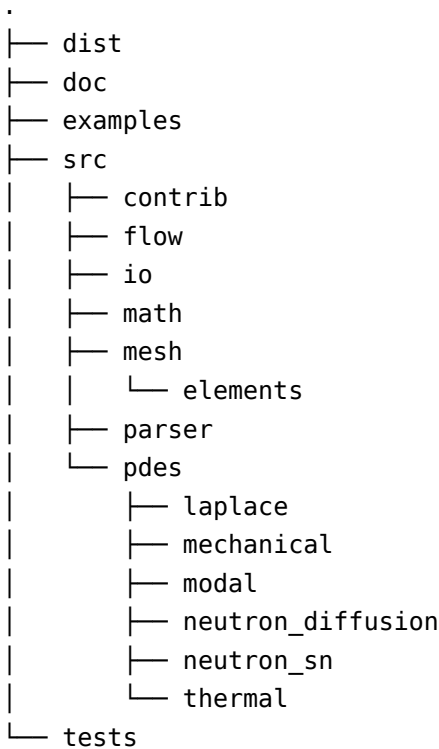 .
├── dist
├── doc
├── examples
├── src
│   ├── contrib
│   ├── flow
│   ├── io
│   ├── math
│   ├── mesh
│   │   └── elements
│   ├── parser
│   └── pdes
│       ├── laplace
│       ├── mechanical
│       ├── modal
│       ├── neutron_diffusion
│       ├── neutron_sn
│       └── thermal
└── tests